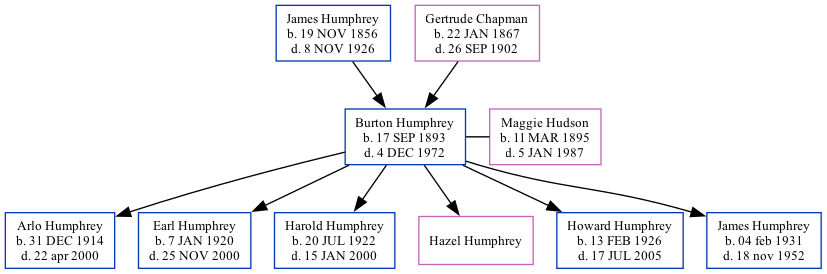 James Humphrey
b. 19 NOV 1856
d. 8 NOV 1926
Gertrude Chapman
b. 22 JAN 1867
d. 26 SEP 1902
Burton Humphrey
b. 17 SEP 1893
d. 4 DEC 1972
Maggie Hudson
b. 11 MAR 1895
d. 5 JAN 1987
Arlo Humphrey
b. 31 DEC 1914
d. 22 apr 2000
Earl Humphrey
b. 7 JAN 1920
d. 25 NOV 2000
Harold Humphrey
b. 20 JUL 1922
d. 15 JAN 2000
Hazel Humphrey
Howard Humphrey
b. 13 FEB 1926
d. 17 JUL 2005
James Humphrey
b. 04 feb 1931
d. 18 nov 1952